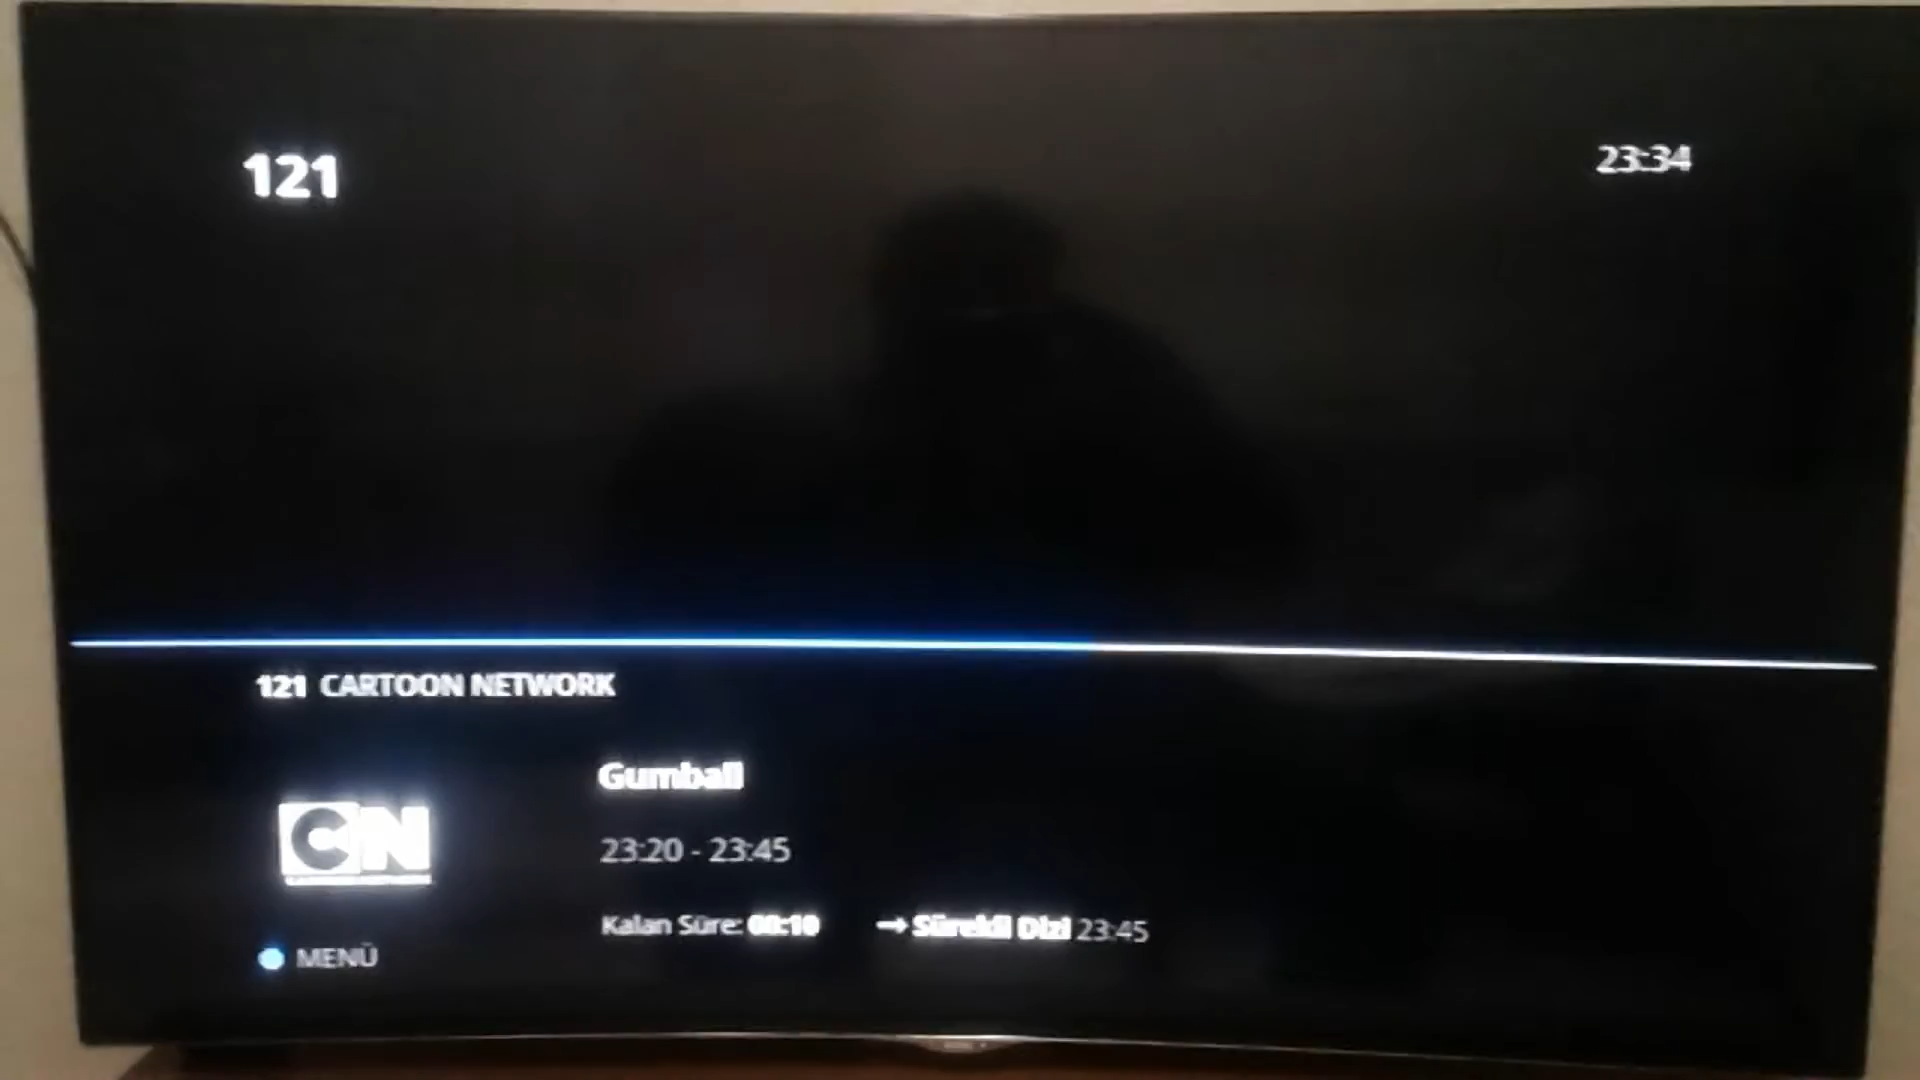 121
23:34
121 CARTOON NETWORK
Gumball
CN
23:20 - 23:45
Kalan Süre: 00:10 → Sürekli Dizi 23:45
MENÜ